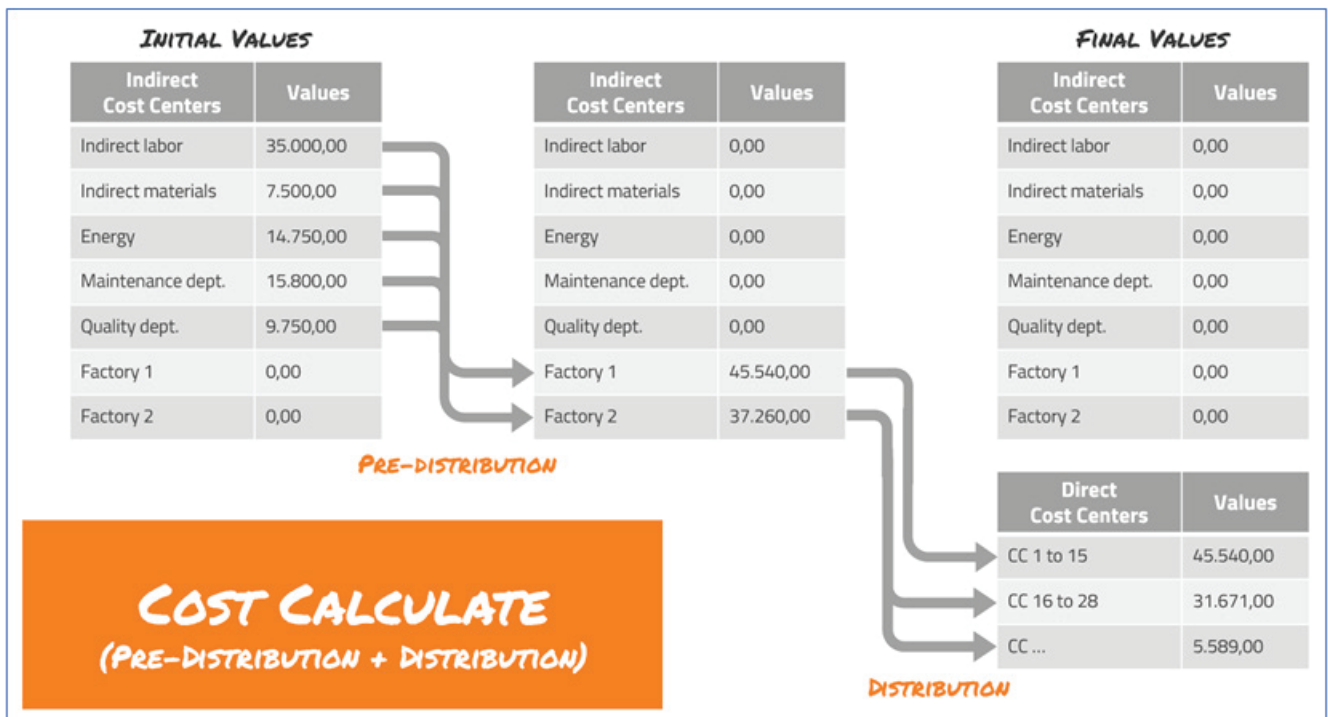 INITIAL VALUES
Indirect
Cost Centers
Values
Indirect labor 35.000,00
Indirect materials 7.500,00
Energy 14.750,00
Maintenance dept. 15.800,00
Quality dept. 9.750,00
Factory 1 0,00
Factory 2 0,00
Indirect
Cost Centers
Values
Indirect labor 0,00
Indirect materials 0,00
Energy 0,00
Maintenance dept. 0,00
Quality dept. 0,00
Factory 1 45.540,00
Factory 2 37.260,00
FINAL VALUES
Indirect
Cost Centers
Values
Indirect labor 0,00
Indirect materials 0,00
Energy 0,00
Maintenance dept. 0,00
Quality dept. 0,00
Factory 1 0,00
Factory 2 0,00
PRE-DISTRIBUTION
Direct
Cost Centers
Values
CC 1 to 15 45.540,00
CC 16 to 28 31.671,00
CC ... 5.589,00
DISTRIBUTION
COST CALCULATE
(PRE-DISTRIBUTION + DISTRIBUTION)